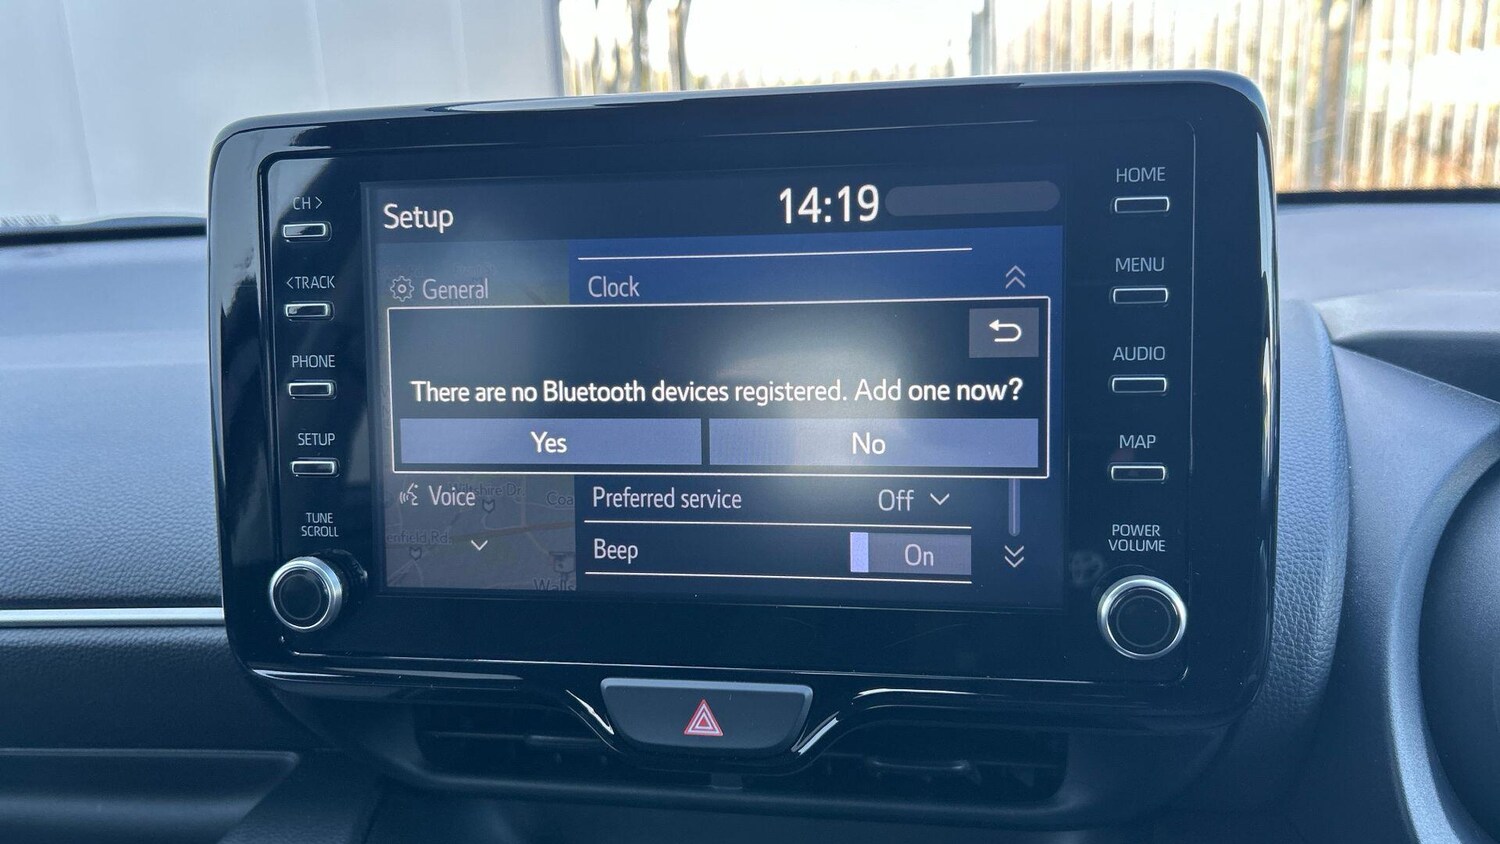 CH >
< TRACK
PHONE
SETUP
TUNE
SCROLL
Setup
14:19
General
Clock
There are no Bluetooth devices registered. Add one now?
Yes
No
Voice
Preferred service
Off
Beep
On
HOME
MENU
AUDIO
MAP
POWER
VOLUME